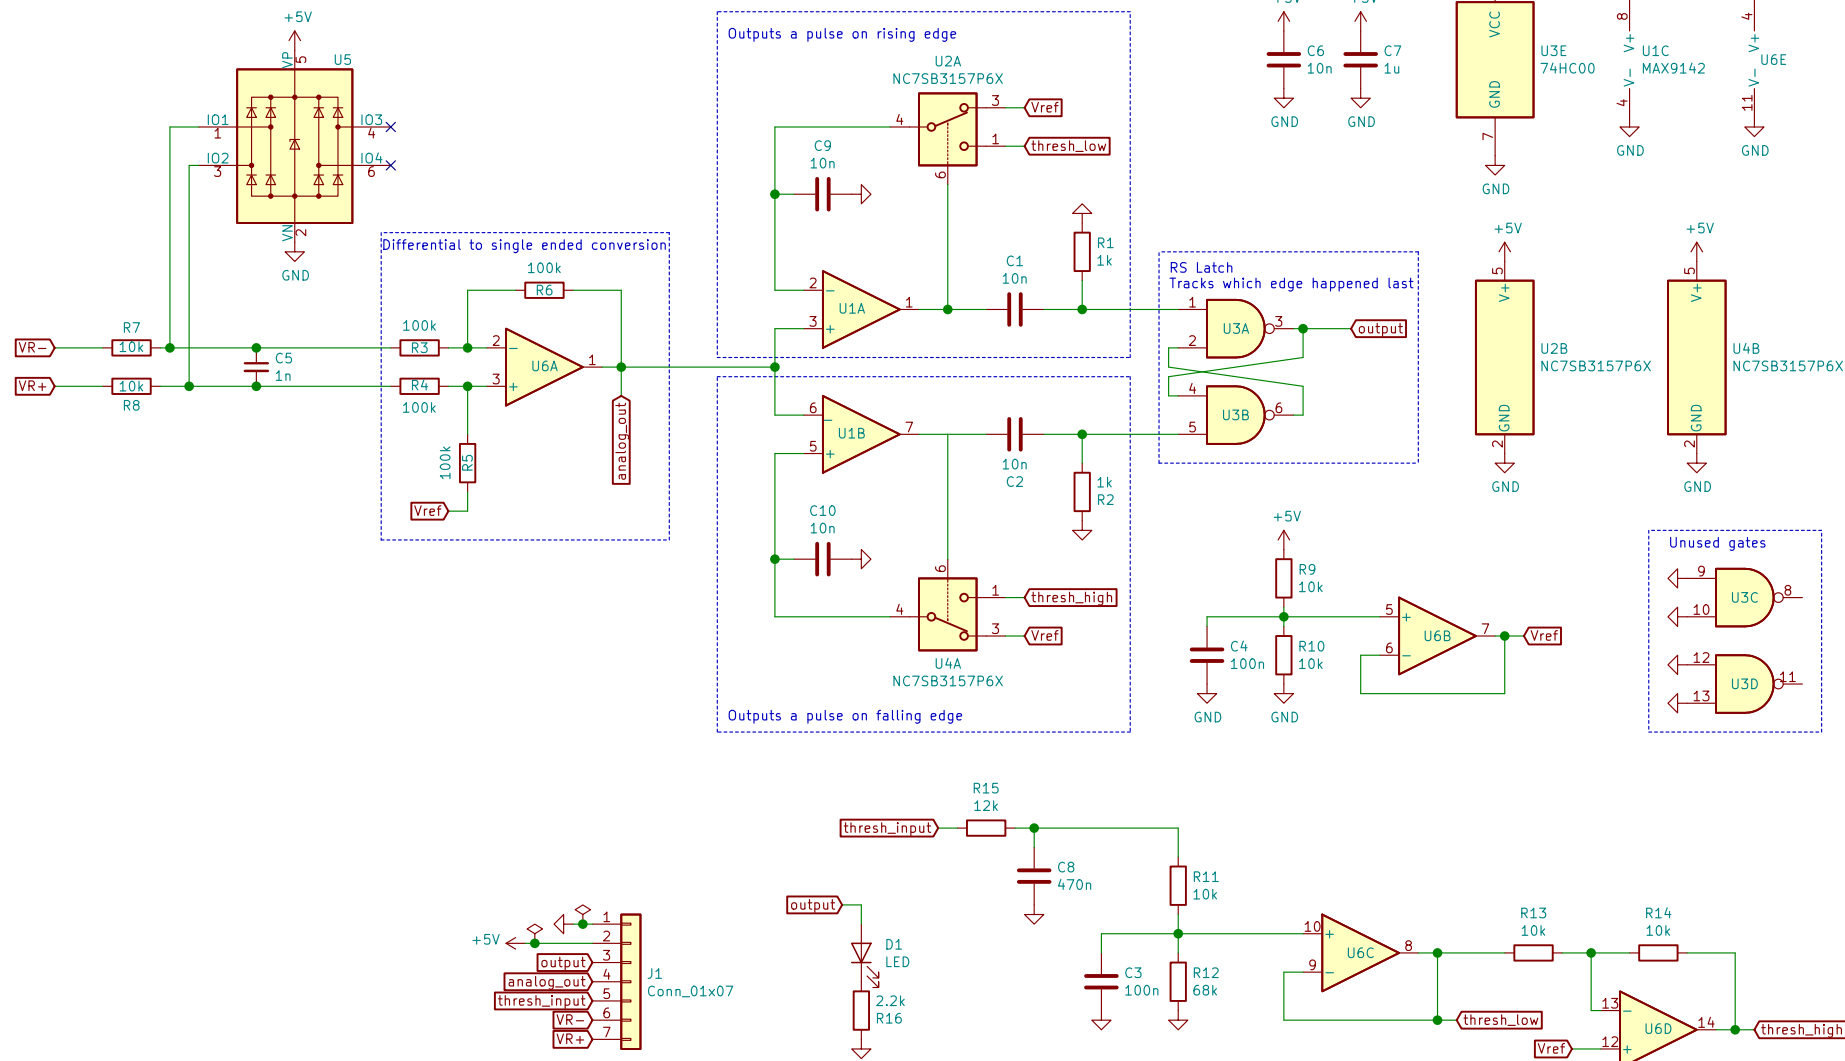 +5V
U5
VP
5
IO1
1
IO2
3
IO3
4
IO4
6
VN
2
GND
Differential to single ended conversion
100k
R6
VR-
R7
10k
VR+
10k
R8
C5
1n
100k
R3
R4
100k
2
-
3
+
U6A
1
100k
R5
Vref
analog_out
Outputs a pulse on rising edge
U2A
NC7SB3157P6X
4
3
Vref
1
thresh_low
6
C9
10n
2
-
3
+
U1A
1
C1
10n
R1
1k
6
-
5
+
U1B
7
10n
C2
1k
R2
C10
10n
6
4
1
thresh_high
3
Vref
U4A
NC7SB3157P6X
Outputs a pulse on falling edge
RS Latch
Tracks which edge happened last
1
2
U3A
3
output
4
5
U3B
6
C6
10n
GND
C7
1u
GND
VCC
GND
U3E
74HC00
7
GND
8
V+
V-
U1C
MAX9142
4
GND
4
V+
V-
U6E
11
GND
+5V
5
V+
GND
2
GND
U2B
NC7SB3157P6X
+5V
5
V+
GND
2
GND
U4B
NC7SB3157P6X
+5V
R9
10k
C4
100n
R10
10k
GND
GND
5
+
6
-
U6B
7
Vref
Unused gates
9
10
U3C
8
12
13
U3D
11
thresh_input
R15
12k
C8
470n
R11
10k
C3
100n
R12
68k
10
+
9
-
U6C
8
thresh_low
R13
10k
R14
10k
13
-
12
+
U6D
14
thresh_high
Vref
output
D1
LED
2.2k
R16
+5V
1
2
output
3
analog_out
4
thresh_input
5
VR-
6
VR+
7
J1
Conn_01x07